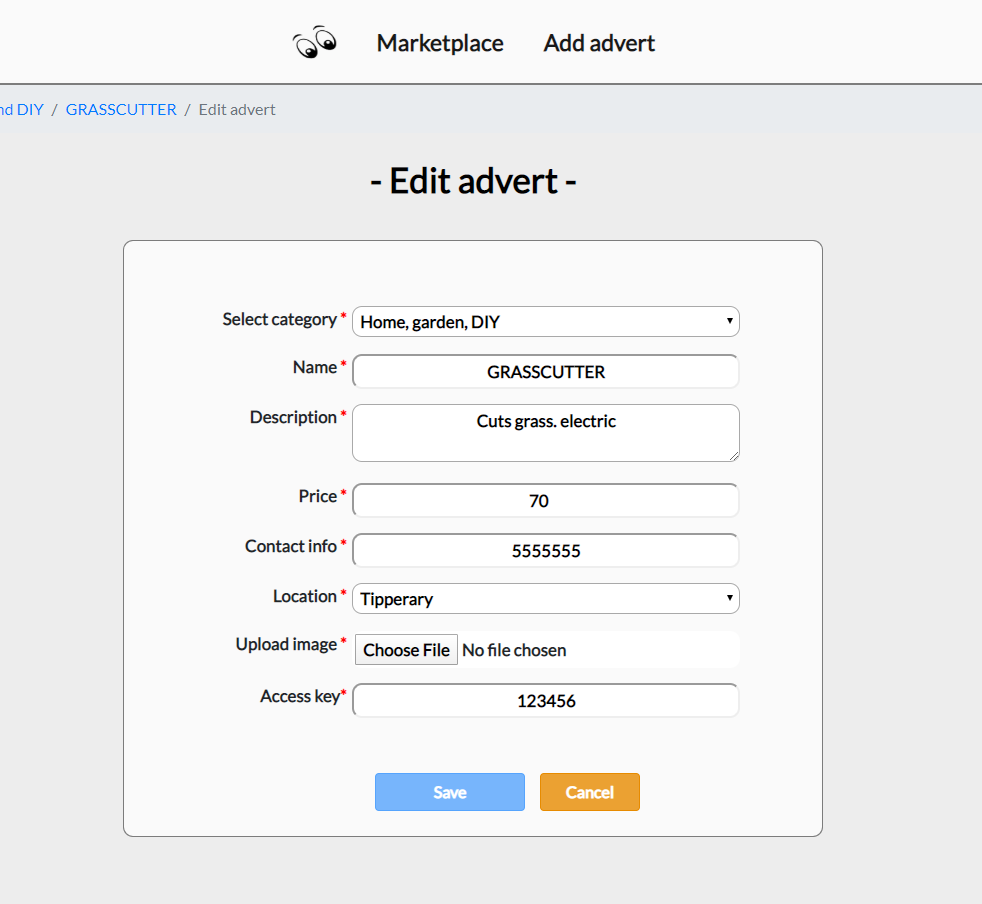 Marketplace Add advert
nd DIY / GRASSCUTTER / Edit advert
- Edit advert -
Select category * Home, garden, DIY
Name * GRASSCUTTER
Description * Cuts grass. electric
Price * 70
Contact info * 5555555
Location * Tipperary
Upload image * Choose File No file chosen
Access key* 123456
Save Cancel